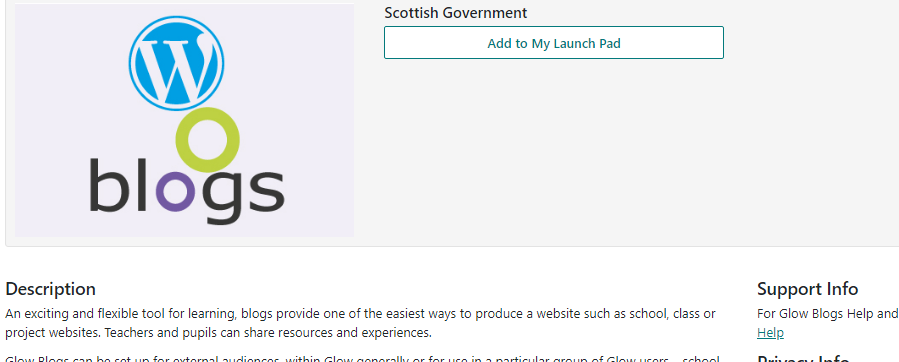 Scottish Government
Add to My Launch Pad
W
blogs
Description
An exciting and flexible tool for learning, blogs provide one of the easiest ways to produce a website such as school, class or
project websites. Teachers and pupils can share resources and experiences.
Glow Blogs can be set up for external audiences, within Glow generally or for use in a particular group of Glow users - school
Support Info
For Glow Blogs Help and
Help
Privacy Info